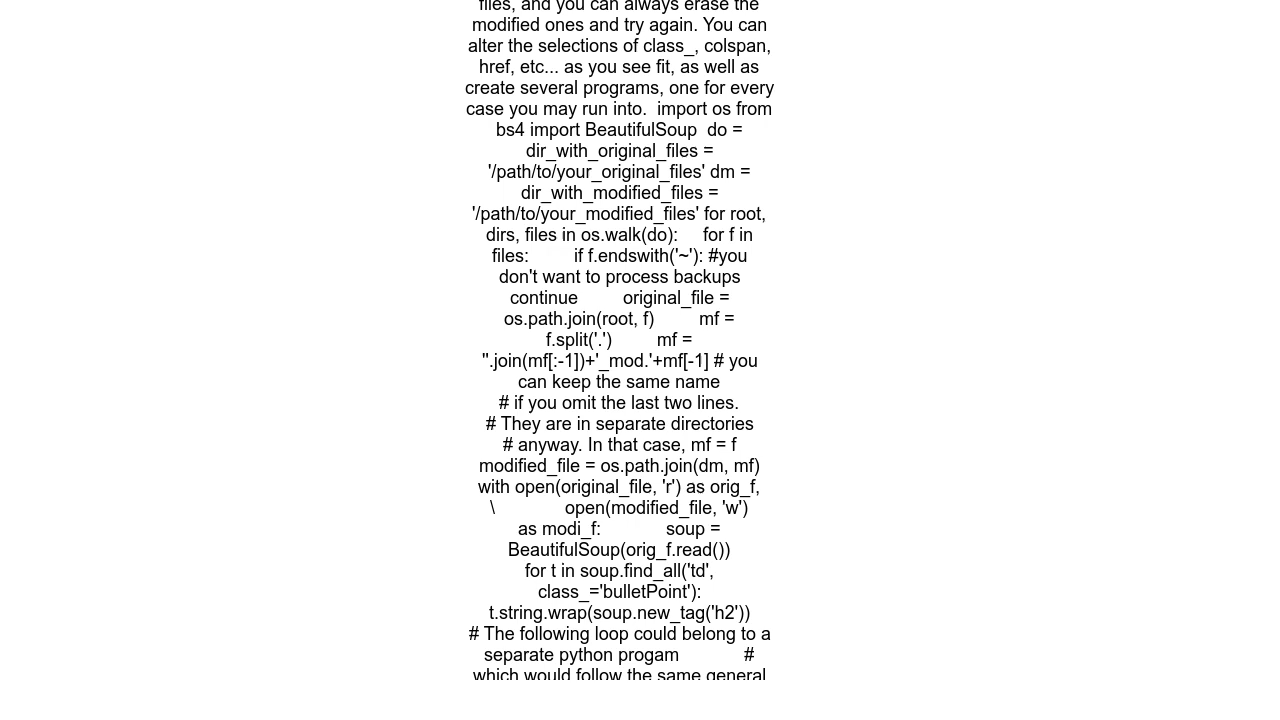 files, and you can always erase the
modified ones and try again. You can
alter the selections of class_, colspan,
href, etc... as you see fit, as well as
create several programs, one for every
case you may run into.  import os from
bs4 import BeautifulSoup  do =
dir_with_original_files =
'/path/to/your_original_files' dm =
dir_with_modified_files =
'/path/to/your_modified_files' for root,
dirs, files in os.walk(do):     for f in
files:         if f.endswith('~'): #you
don't want to process backups
continue         original_file =
os.path.join(root, f)         mf =
f.split('.')         mf =
''.join(mf[:-1])+'_mod.'+mf[-1] # you
can keep the same name
# if you omit the last two lines.
# They are in separate directories
# anyway. In that case, mf = f
modified_file = os.path.join(dm, mf)
with open(original_file, 'r') as orig_f,
\              open(modified_file, 'w')
as modi_f:             soup =
BeautifulSoup(orig_f.read())
for t in soup.find_all('td',
class_='bulletPoint'):
t.string.wrap(soup.new_tag('h2'))
# The following loop could belong to a
separate python progam             #
which would follow the same general